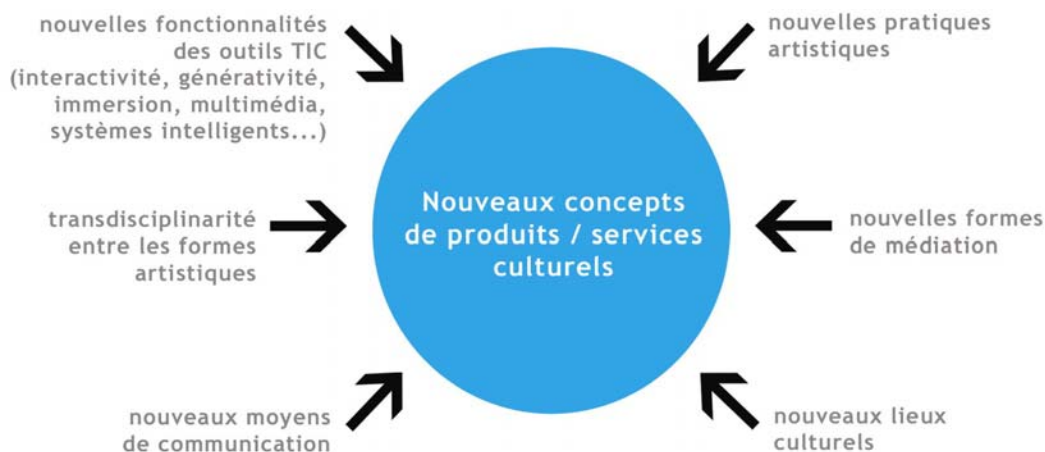 nouvelles fonctionnalités
des outils TIC
(interactivité, générativité,
immersion, multimédia,
systèmes intelligents...)
nouvelles pratiques
artistiques
transdisciplinarité
entre les formes
artistiques
Nouveaux concepts
de produits / services
culturels
nouvelles formes
de médiation
nouveaux moyens
de communication
nouveaux lieux
culturels